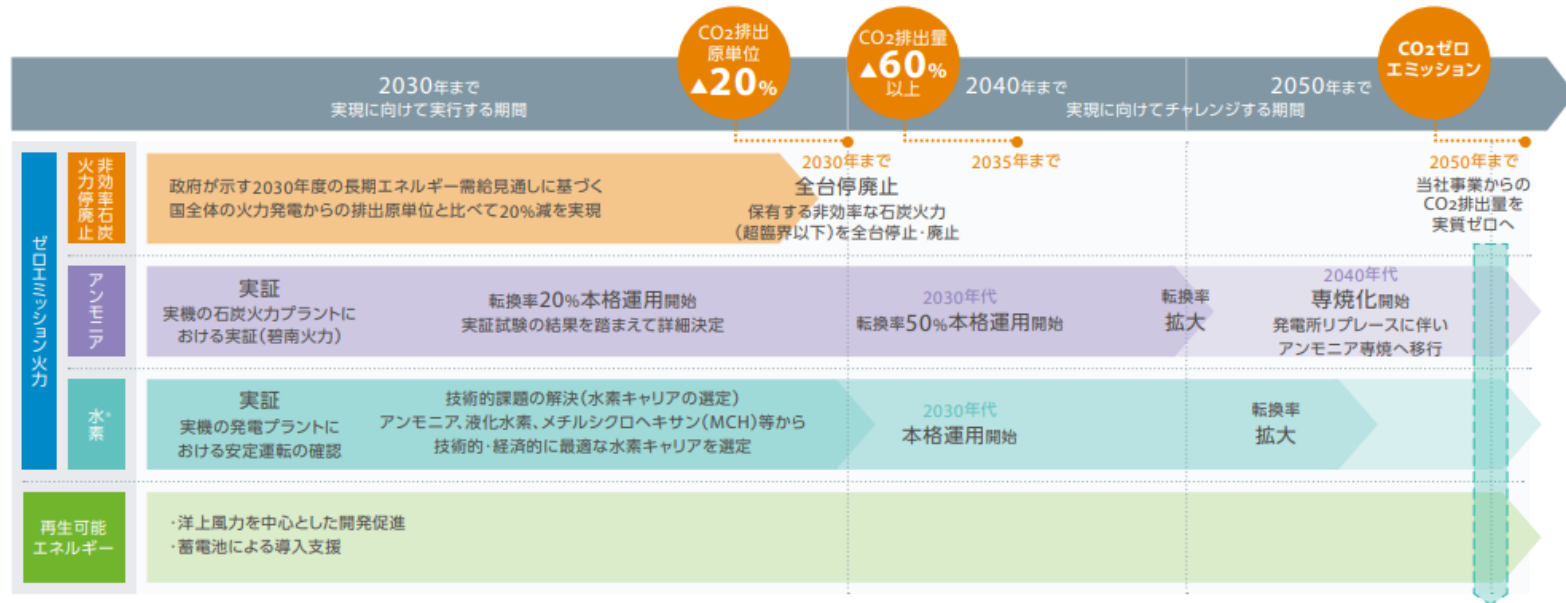 CO2排出
原単位
▲20%
CO2排出量
▲60%
以上
CO2ゼロ
エミッション
2030年まで
実現に向けて実行する期間
2040年まで
2050年まで
実現に向けてチャレンジする期間
ゼロエミッション火力
非効率石炭
火力停廃止
政府が示す2030年度の長期エネルギー需給見通しに基づく
国全体の火力発電からの排出原単位と比べて20%減を実現
2030年まで
全台停廃止
保有する非効率な石炭火力
(超臨界以下)を全台停止・廃止
2035年まで
2050年まで
当社事業からの
CO2排出量を
実質ゼロへ
アンモニア
実証
実機の石炭火力プラントに
おける実証(碧南火力)
転換率20%本格運用開始
実証試験の結果を踏まえて詳細決定
2030年代
転換率50%本格運用開始
転換率
拡大
2040年代
専焼化開始
発電所リプレースに伴い
アンモニア専焼へ移行
水素※
実証
実機の発電プラントに
おける安定運転の確認
技術的課題の解決(水素キャリアの選定)
アンモニア、液化水素、メチルシクロヘキサン(MCH)等から
技術的・経済的に最適な水素キャリアを選定
2030年代
本格運用開始
転換率
拡大
再生可能
エネルギー
・洋上風力を中心とした開発促進
・蓄電池による導入支援